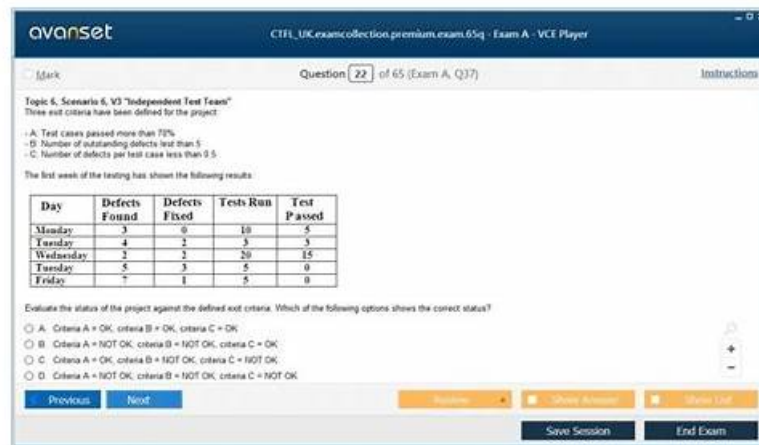 avanset
CTFL_UK.examcollection.premium.exam.65q - Exam A - VCE Player
Mark
Question 22 of 65 (Exam A, Q37)
Instructions
Topic 6, Scenario 6, V3 "Independent Test Team"
Three exit criteria have been defined for the project:
- A: Test cases passed more than 70%
- B: Number of outstanding defects lest than 5
- C: Number of defects per test case less than 0.5
The first week of the testing has shown the following results:
Day Defects Found Defects Fixed Tests Run Test Passed
Monday 3 0 10 5
Tuesday 4 2 3 3
Wednesday 2 2 20 15
Tuesday 5 3 5 0
Friday 7 1 5 0
Evaluate the status of the project against the defined exit criteria. Which of the following options shows the correct status?
A Criteria A = OK, criteria B = OK, criteria C = OK
B Criteria A = NOT OK, criteria B = NOT OK, criteria C = OK
C Criteria A = OK, criteria B = NOT OK, criteria C = NOT OK
D Criteria A = NOT OK, criteria B = NOT OK, criteria C = NOT OK
Previous
Next
Review
Show Answer
Show List
Save Session
End Exam